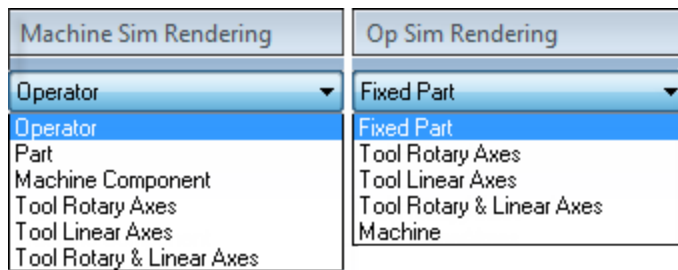 Machine Sim Rendering
Operator
Operator
Part
Machine Component
Tool Rotary Axes
Tool Linear Axes
Tool Rotary & Linear Axes
Op Sim Rendering
Fixed Part
Fixed Part
Tool Rotary Axes
Tool Linear Axes
Tool Rotary & Linear Axes
Machine